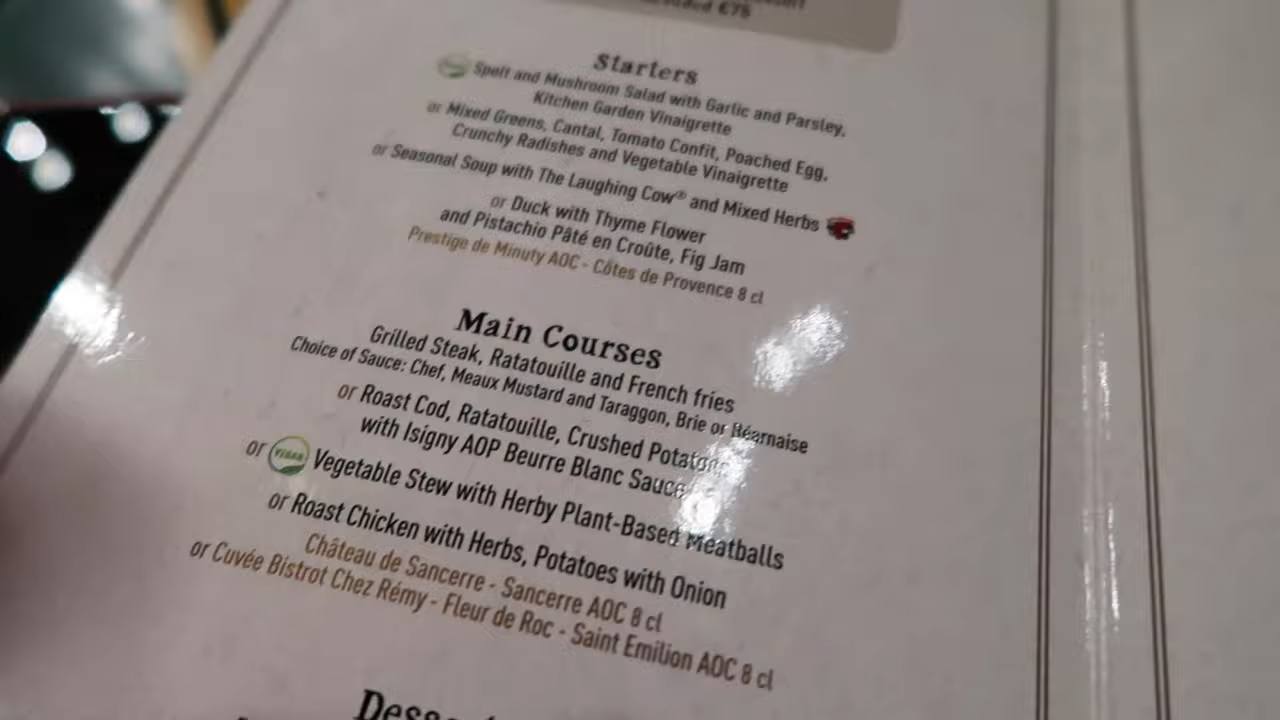 €75
Starters
Spelt and Mushroom Salad with Garlic and Parsley,
Kitchen Garden Vinaigrette
or Mixed Greens, Cantal, Tomato Confit, Poached Egg,
Crunchy Radishes and Vegetable Vinaigrette
or Seasonal Soup with The Laughing Cow® and Mixed Herbs
or Duck with Thyme Flower
and Pistachio Pâté en Croûte, Fig Jam
Prestige de Minuty AOC - Côtes de Provence 8 cl
Main Courses
Grilled Steak, Ratatouille and French fries
Choice of Sauce: Chef, Meaux Mustard and Taraggon, Brie or Béarnaise
or Roast Cod, Ratatouille, Crushed Potatoes
with Isigny AOP Beurre Blanc Sauce
or VEGAN Vegetable Stew with Herby Plant-Based Meatballs
or Roast Chicken with Herbs, Potatoes with Onion
Château de Sancerre - Sancerre AOC 8 cl
or Cuvée Bistrot Chez Rémy - Fleur de Roc - Saint Emilion AOC 8 cl